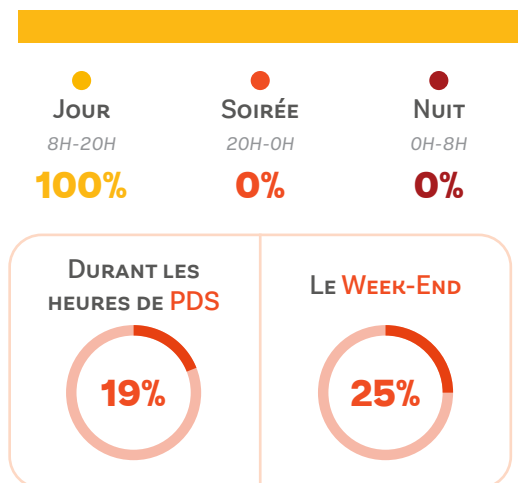 Jour
Soirée
Nuit
8H-20H
20H-0H
0H-8H
100%
0%
0%
Durant les
heures de PDS
Le Week-End
19%
25%